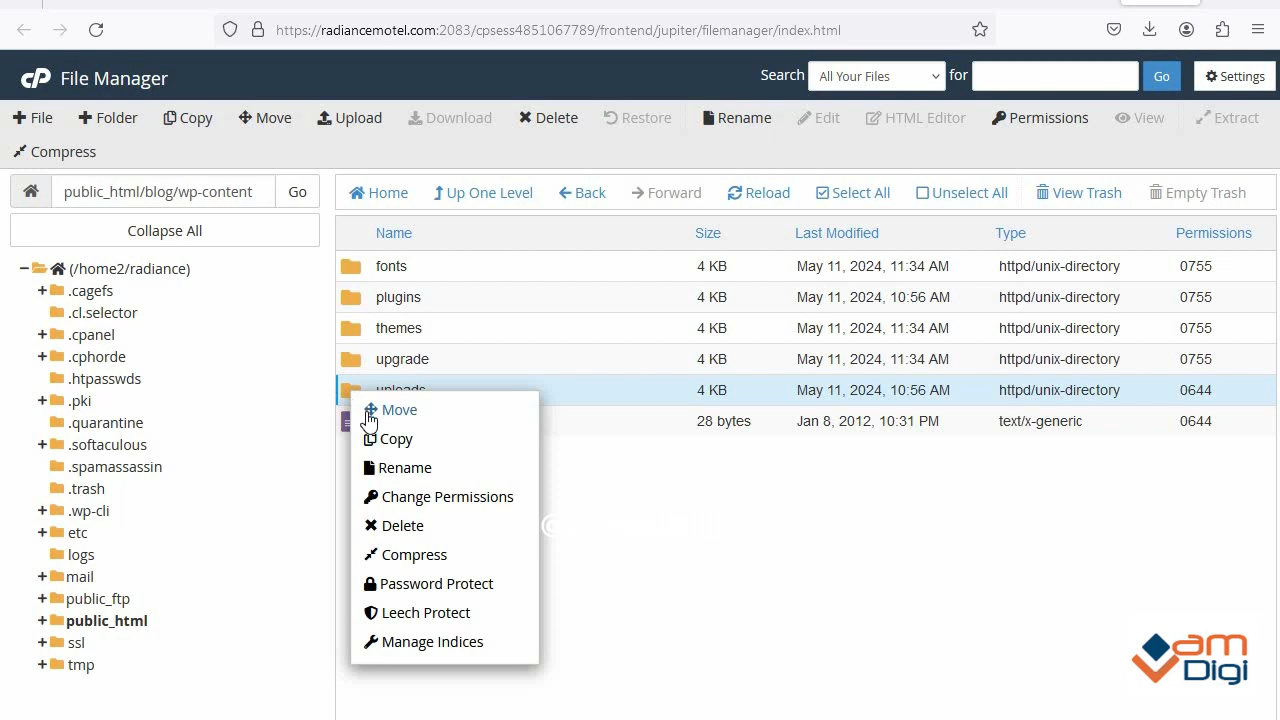 https://radiancemotel.com:2083/cpsess4851067789/frontend/jupiter/filemanager/index.html
cP File Manager
Search All Your Files for Go Settings
File Folder Copy Move Upload Download Delete Restore Rename Edit HTML Editor Permissions View Extract
Compress
public_html/blog/wp-content Go
Home Up One Level Back Forward Reload Select All Unselect All View Trash Empty Trash
Collapse All
(/home2/radiance)
.cagefs
.cl.selector
.cpanel
.cphorde
.htpasswds
.pki
.quarantine
.softaculous
.spamassassin
.trash
.wp-cli
etc
logs
mail
public_ftp
public_html
ssl
tmp
Name Size Last Modified Type Permissions
fonts 4 KB May 11, 2024, 11:34 AM httpd/unix-directory 0755
plugins 4 KB May 11, 2024, 10:56 AM httpd/unix-directory 0755
themes 4 KB May 11, 2024, 11:34 AM httpd/unix-directory 0755
upgrade 4 KB May 11, 2024, 11:34 AM httpd/unix-directory 0755
uploads 4 KB May 11, 2024, 10:56 AM httpd/unix-directory 0644
28 bytes Jan 8, 2012, 10:31 PM text/x-generic 0644
Move
Copy
Rename
Change Permissions
Delete
Compress
Password Protect
Leech Protect
Manage Indices
am
Digi